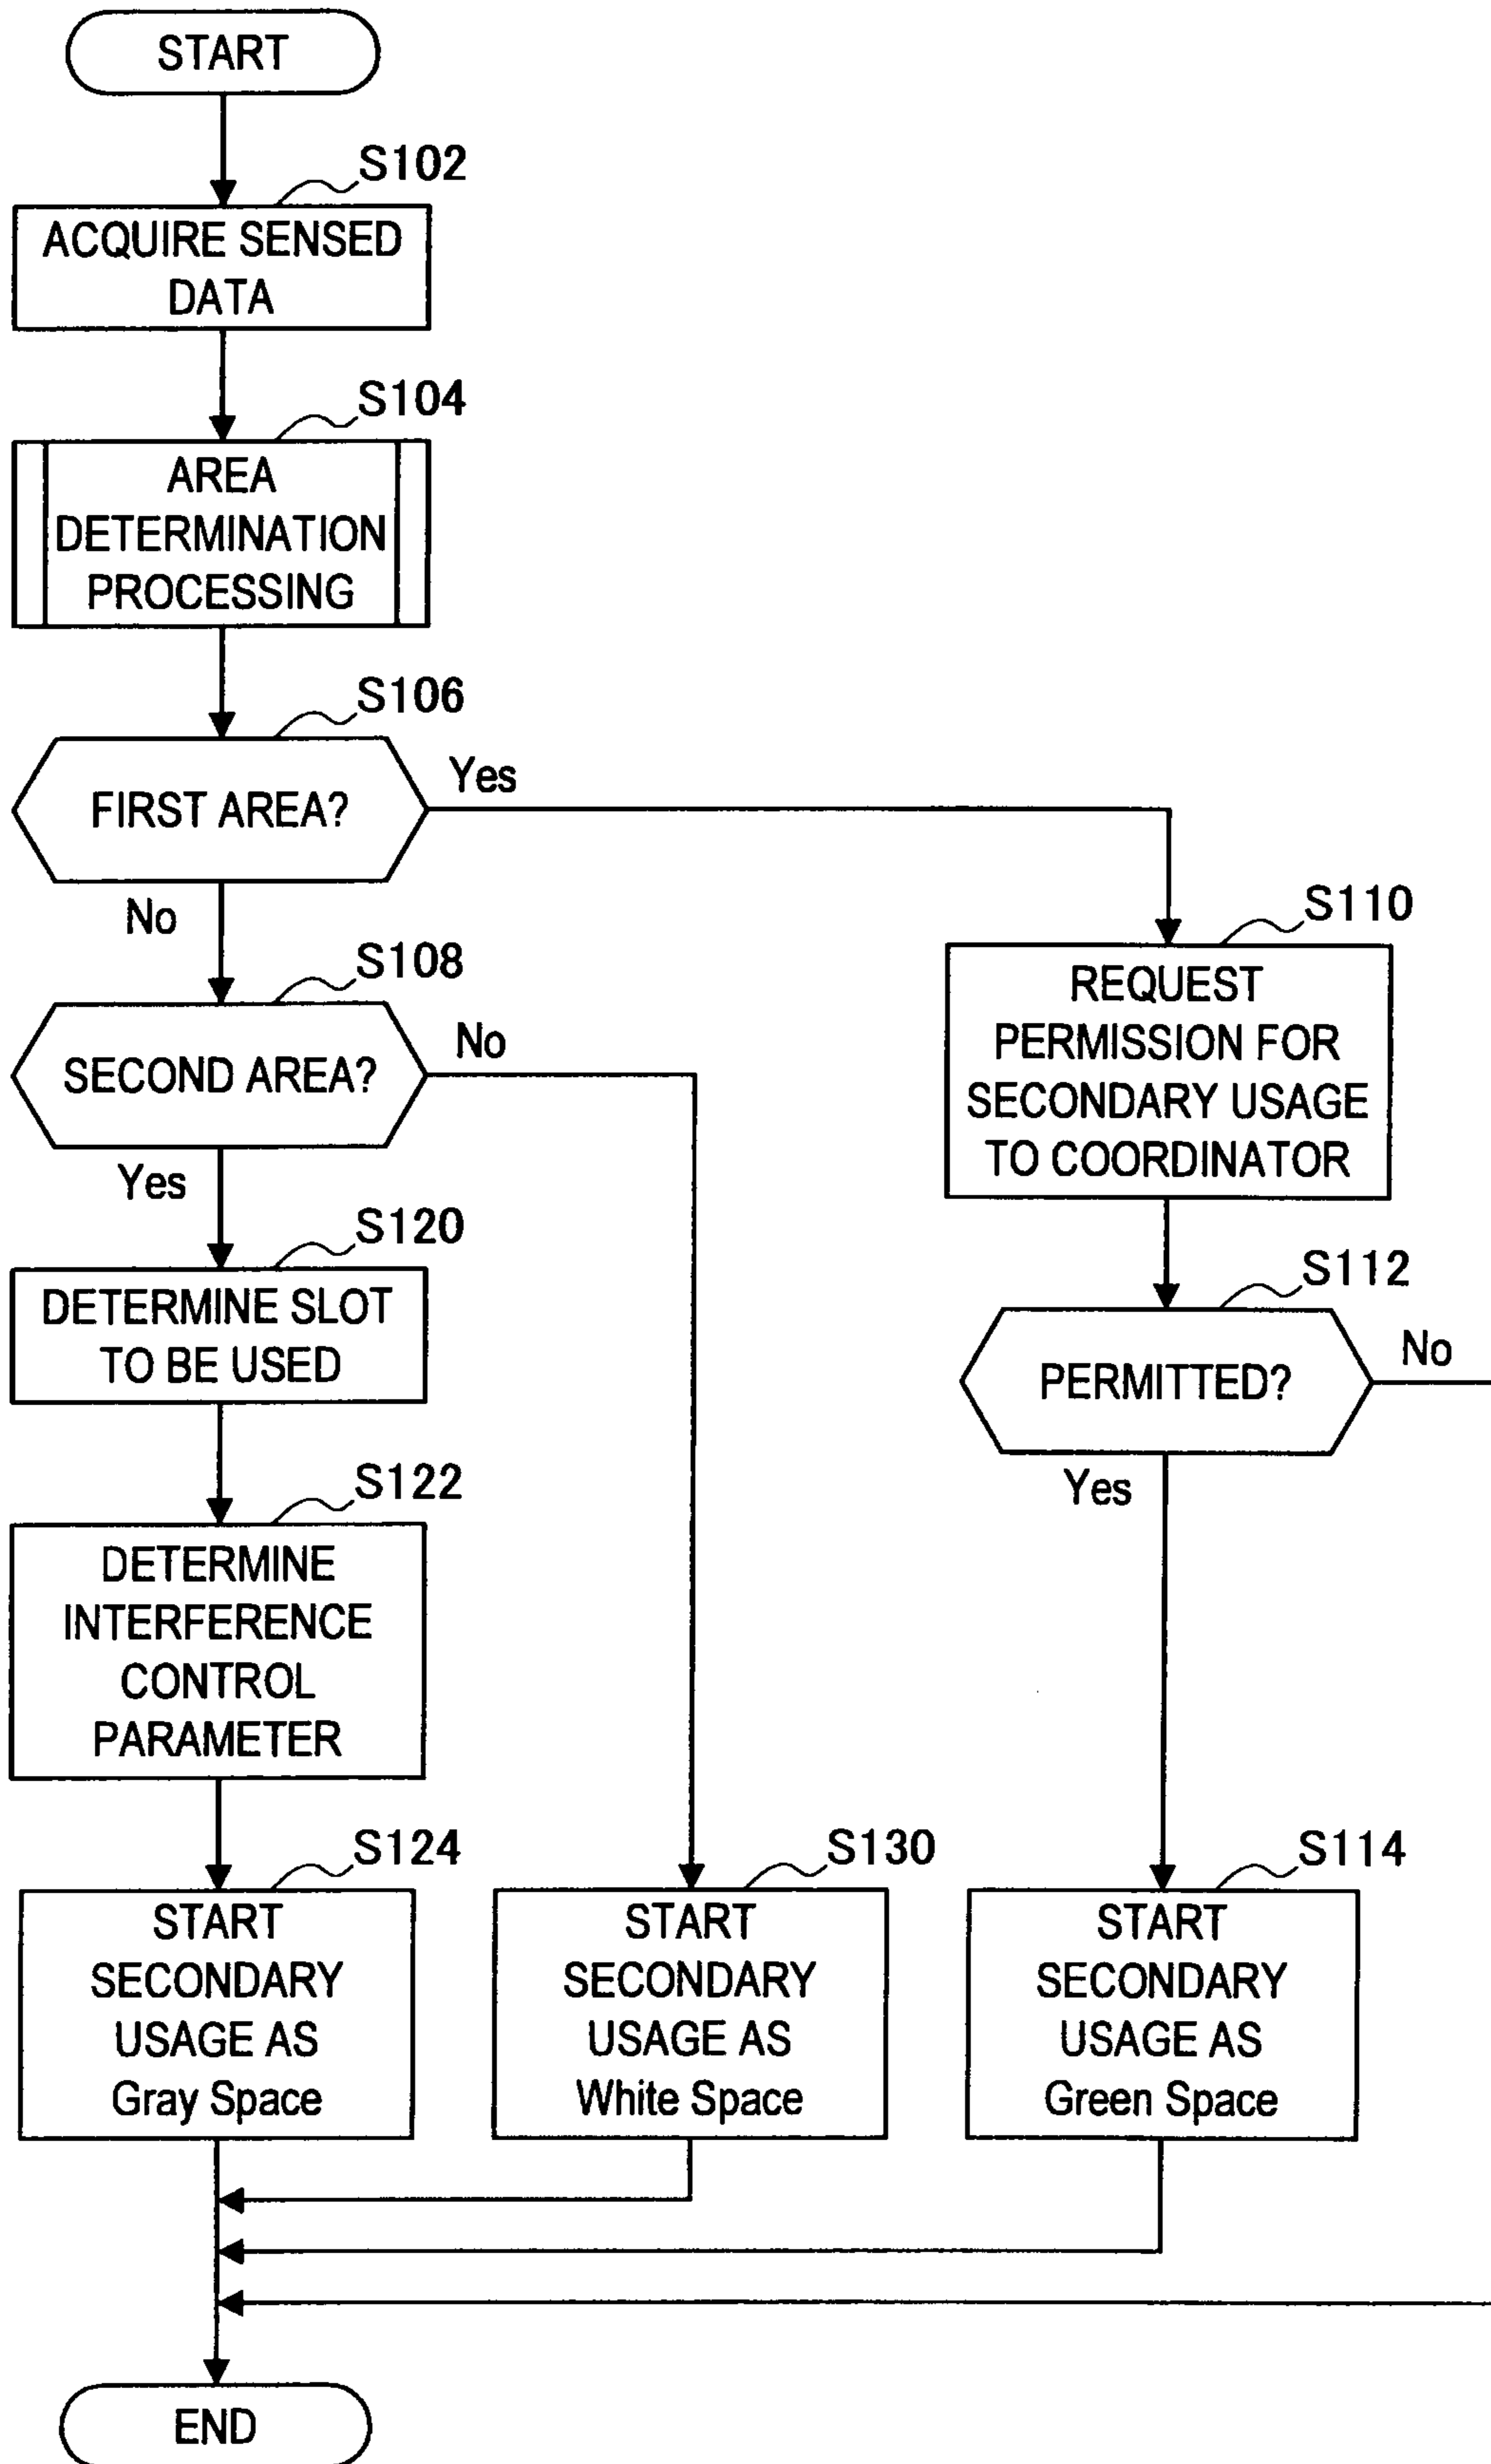 START
S102
ACQUIRE SENSED
DATA
S104
AREA
DETERMINATION
PROCESSING
S106
FIRST AREA?
Yes
No
S108
SECOND AREA?
No
Yes
S110
REQUEST
PERMISSION FOR
SECONDARY USAGE
TO COORDINATOR
S112
PERMITTED?
No
Yes
S120
DETERMINE SLOT
TO BE USED
S122
DETERMINE
INTERFERENCE
CONTROL
PARAMETER
S124
START
SECONDARY
USAGE AS
Gray Space
S130
START
SECONDARY
USAGE AS
White Space
S114
START
SECONDARY
USAGE AS
Green Space
END